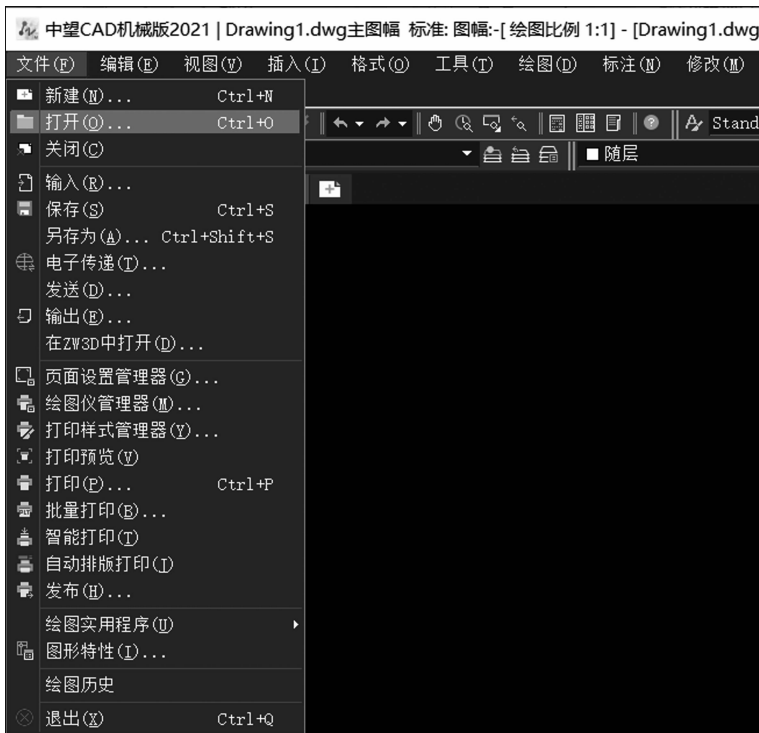 中望CAD机械版2021 | Drawing1.dwg主图幅 标准: 图幅:-[ 绘图比例 1:1] - [Drawing1.dwg
文件(F) 编辑(E) 视图(V) 插入(I) 格式(O) 工具(T) 绘图(D) 标注(N) 修改(M)
新建(N)... Ctrl+N
打开(O)... Ctrl+O
Stand
关闭(C)
随层
输入(R)...
保存(S) Ctrl+S
另存为(A)... Ctrl+Shift+S
电子传递(T)...
发送(D)...
输出(E)...
在ZW3D中打开(D)...
页面设置管理器(G)...
绘图仪管理器(M)...
打印样式管理器(Y)...
打印预览(V)
打印(P)... Ctrl+P
批量打印(B)...
智能打印(T)
自动排版打印(J)
发布(H)...
绘图实用程序(U)
图形特性(I)...
绘图历史
退出(X) Ctrl+Q